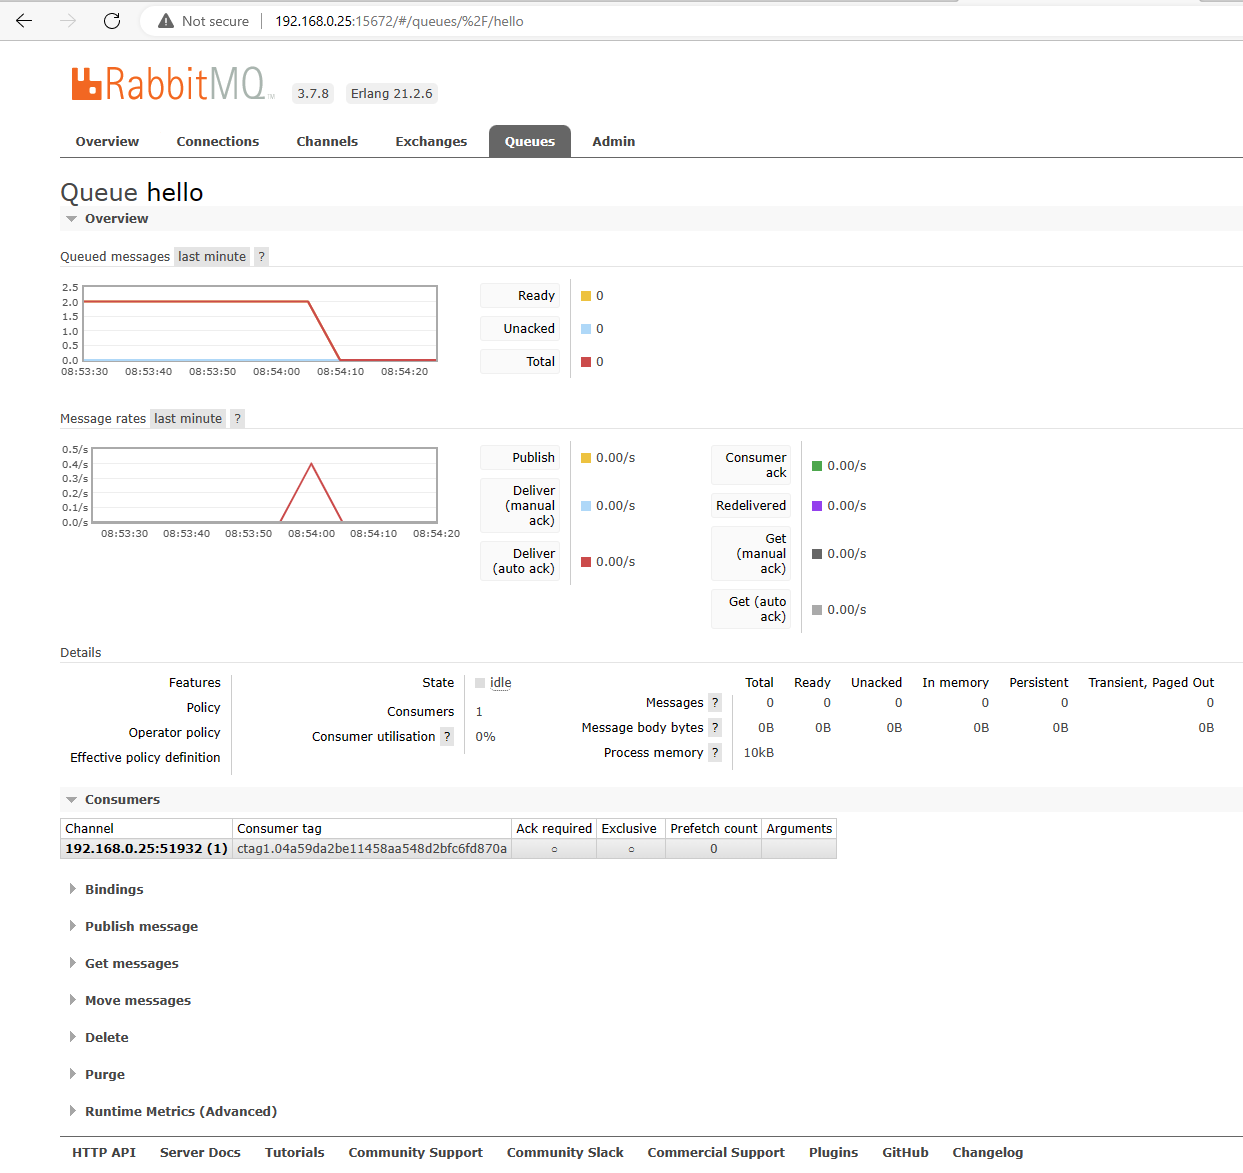 Not secure 192.168.0.25:15672/#/queues/%2F/hello
RabbitMQ TM 3.7.8 Erlang 21.2.6
Overview Connections Channels Exchanges Queues Admin
Queue hello
Overview
Queued messages last minute ?
2.5
2.0
1.5
1.0
0.5
0.0
08:53:30 08:53:40 08:53:50 08:54:00 08:54:10 08:54:20
Ready 0
Unacked 0
Total 0
Message rates last minute ?
0.5/s
0.4/s
0.3/s
0.2/s
0.1/s
0.0/s
08:53:30 08:53:40 08:53:50 08:54:00 08:54:10 08:54:20
Publish 0.00/s
Deliver
(manual 0.00/s
ack)
Deliver
(auto ack) 0.00/s
Consumer
ack 0.00/s
Redelivered 0.00/s
Get
(manual 0.00/s
ack)
Get (auto
ack) 0.00/s
Details
Features
Policy
Operator policy
Effective policy definition
State idle
Consumers 1
Consumer utilisation ? 0%
Total Ready Unacked In memory Persistent Transient, Paged Out
Messages ? 0 0 0 0 0 0
Message body bytes ? 0B 0B 0B 0B 0B 0B
Process memory ? 10kB
Consumers
Channel Consumer tag Ack required Exclusive Prefetch count Arguments
192.168.0.25:51932 (1) ctag1.04a59da2be11458aa548d2bfc6fd870a ○ ○ 0
Bindings
Publish message
Get messages
Move messages
Delete
Purge
Runtime Metrics (Advanced)
HTTP API Server Docs Tutorials Community Support Community Slack Commercial Support Plugins GitHub Changelog